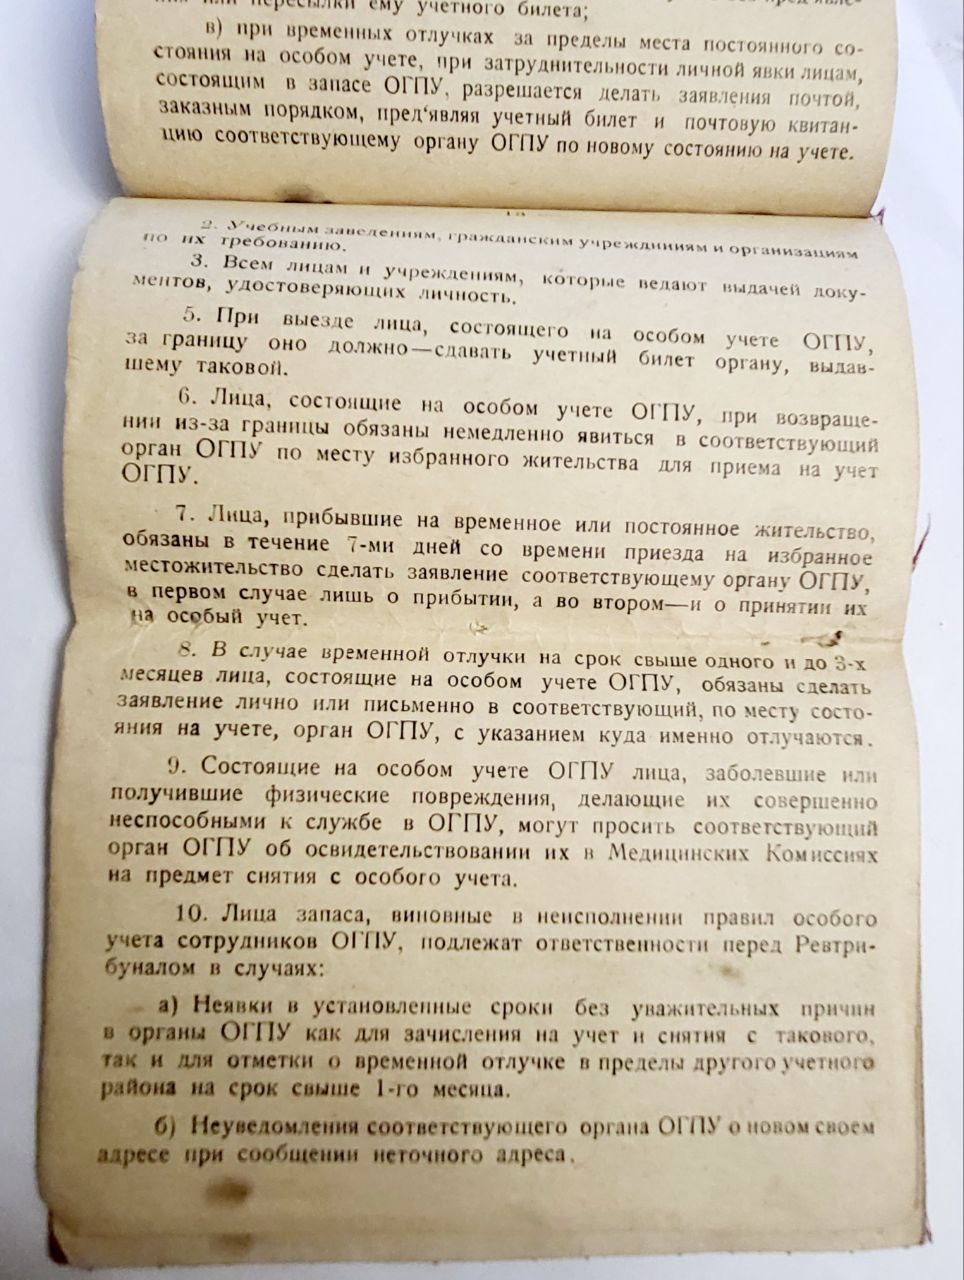 или пересылки ему учетного билета;
в) при временных отлучках за пределы места постоянного со-
стояния на особом учете, при затруднительности личной явки лицам,
состоящим в запасе ОГПУ, разрешается делать заявления почтой,
заказным порядком, пред‘являя учетный билет и почтовую квитан-
цию соответствующему органу ОГПУ по новому состоянию на учете.
2. Учебным заведениям, гражданским учреждниням и организациям
по их требованию.
3. Всем лицам и учреждениям, которые ведают выдачей доку-
ментов, удостоверяющих личность.
5. При выезде лица, состоящего на особом учете ОГПУ,
за границу оно должно—сдавать учетный билет органу, выдав-
шему таковой.
6. Лица, состоящие на особом учете ОГПУ, при возвраще-
нии из-за границы обязаны немедленно явиться в соответствующий
орган ОГПУ по месту избранного жительства для приема на учет
ОГПУ.
7. Лица, прибывшие на временное или постоянное жительство,
обязаны в течение 7-ми дней со времени приезда на избранное
местожительство сделать заявление соответствующему органу ОГПУ,
в первом случае лишь о прибытии, а во втором—и о принятии их
на особый учет.
8. В случае временной отлучки на срок свыше одного и до 3-х
месяцев лица, состоящие на особом учете ОГПУ, обязаны сделать
заявление лично или письменно в соответствующий, по месту состо-
яния на учете, орган ОГПУ, с указанием куда именно отлучаются.
9. Состоящие на особом учете ОГПУ лица, заболевшие или
получившие физические повреждения, делающие их совершенно
неспособными к службе в ОГПУ, могут просить соответствующий
орган ОГПУ об освидетельствовании их в Медицинских Комиссиях
на предмет снятия с особого учета.
10. Лица запаса, виновные в неисполнении правил особого
учета сотрудников ОГПУ, подлежат ответственности перед Ревтри-
буналом в случаях:
а) Неявки в установленные сроки без уважительных причин
в органы ОГПУ как для зачисления на учет и снятия с такового,
так и для отметки о временной отлучке в пределы другого учетного
района на срок свыше 1-го месяца.
б) Неуведомления соответствующего органа ОГПУ о новом своем
адресе при сообщении неточного адреса.